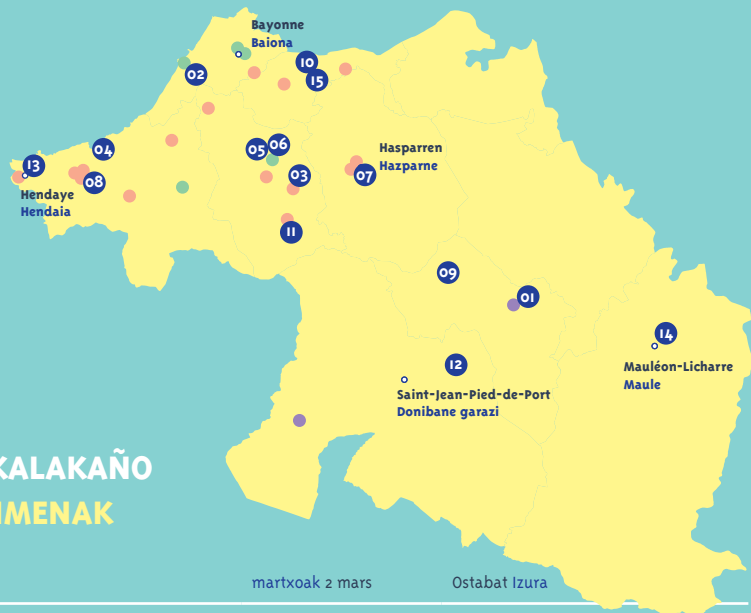 Bayonne
Baiona
10
15
02
04
05
06
Hasparren
Hazparne
13
08
03
07
Hendaye
Hendaia
11
09
01
14
12
Mauléon-Licharre
Maule
Saint-Jean-Pied-de-Port
Donibane garazi
KALAKAÑO
IMENAK
martxoak 2 mars
Ostabat Izura